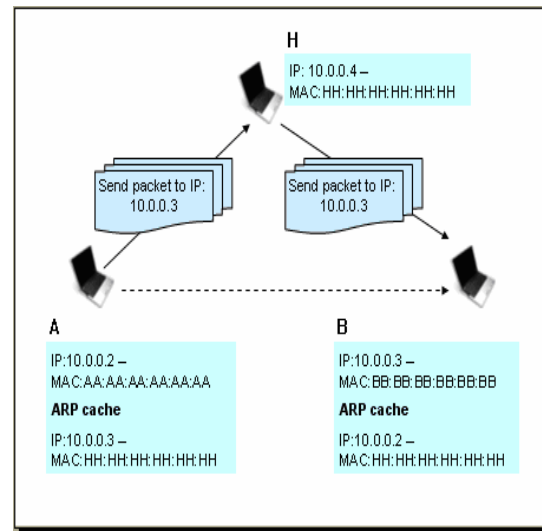 H
IP: 10.0.0.4 –
MAC:HH:HH:HH:HH:HH:HH
Send packet to IP:
10.0.0.3
Send packet to IP:
10.0.0.3
A
IP:10.0.0.2 –
MAC:AA:AA:AA:AA:AA:AA
ARP cache
IP:10.0.0.3 –
MAC:HH:HH:HH:HH:HH:HH
B
IP:10.0.0.3 –
MAC:BB:BB:BB:BB:BB:BB
ARP cache
IP:10.0.0.2 –
MAC:HH:HH:HH:HH:HH:HH